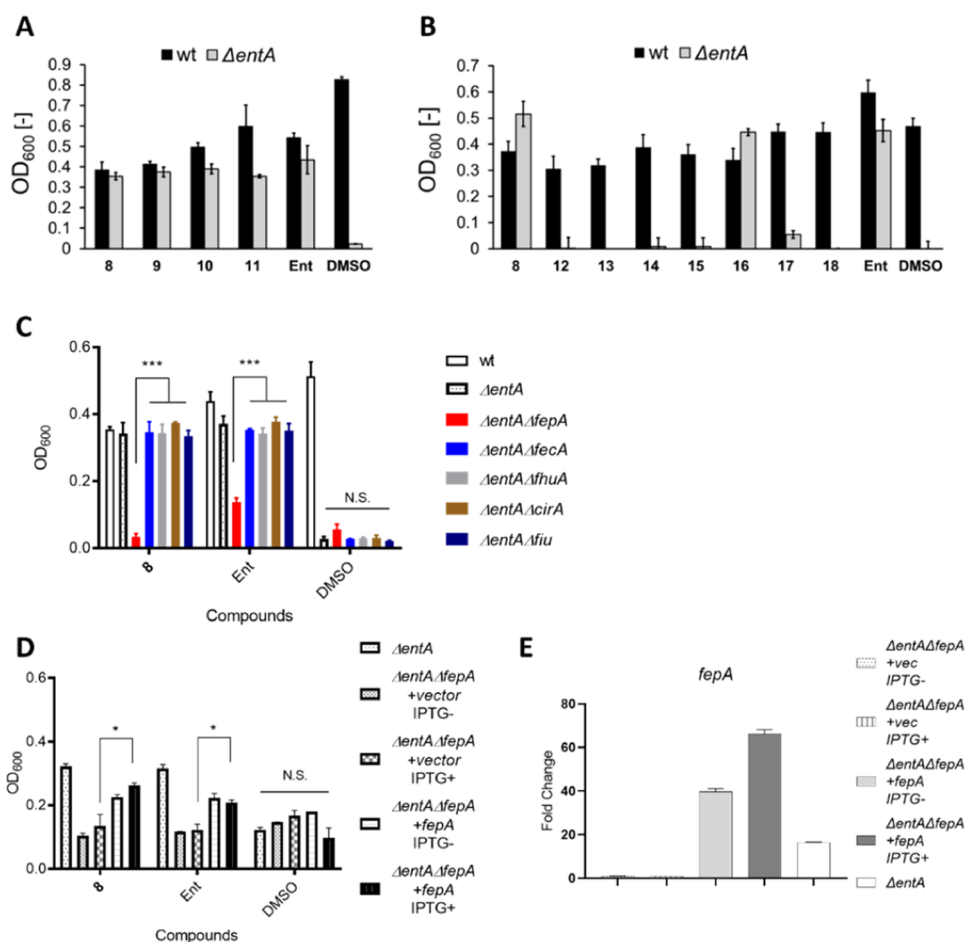 A
wt ΔentA
OD600 [-]
0.9
0.8
0.7
0.6
0.5
0.4
0.3
0.2
0.1
0
8 9 10 11 Ent DMSO
B
wt ΔentA
OD600 [-]
0.7
0.6
0.5
0.4
0.3
0.2
0.1
0
8 12 13 14 15 16 17 18 Ent DMSO
C
OD600
0.6
0.4
0.2
0.0
*** ***
N.S.
8 Ent DMSO
Compounds
wt
ΔentA
ΔentAΔfepA
ΔentAΔfecA
ΔentAΔfhuA
ΔentAΔcirA
ΔentAΔfiu
D
OD600
0.6
0.4
0.2
0.0
* *
N.S.
8 Ent DMSO
Compounds
ΔentA
ΔentAΔfepA
+vector
IPTG-
ΔentAΔfepA
+vector
IPTG+
ΔentAΔfepA
+fepA
IPTG-
ΔentAΔfepA
+fepA
IPTG+
E
fepA
Fold Change
80
60
40
20
0
ΔentAΔfepA
+vec
IPTG-
ΔentAΔfepA
+vec
IPTG+
ΔentAΔfepA
+fepA
IPTG-
ΔentAΔfepA
+fepA
IPTG+
ΔentA